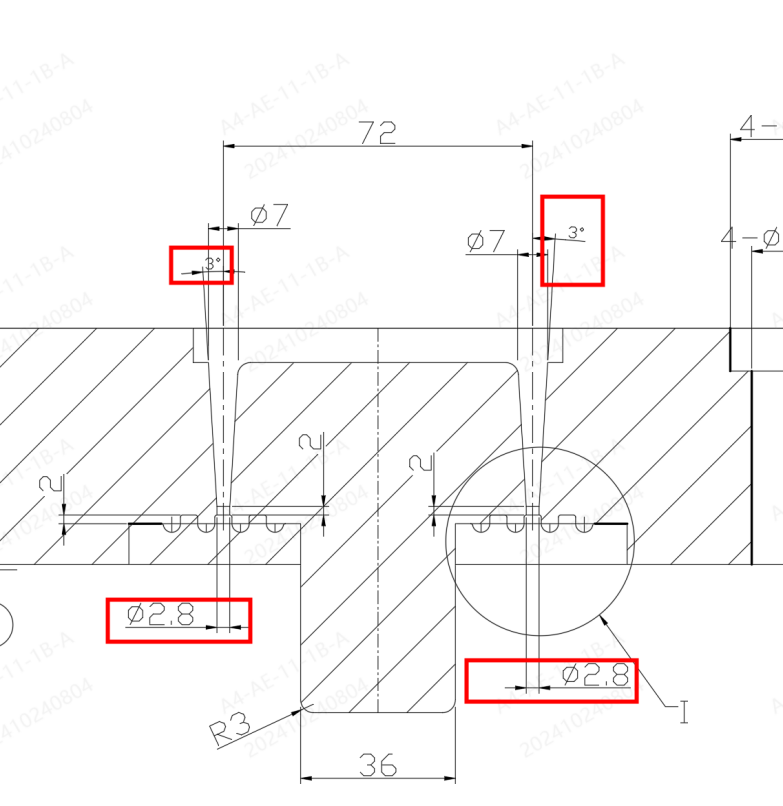 72
4-
Ø7
3°
Ø7
3°
4-Ø
2
2
2
Ø2.8
Ø2.8
R3
I
36
A4-AE-11-1B-A
202410240804